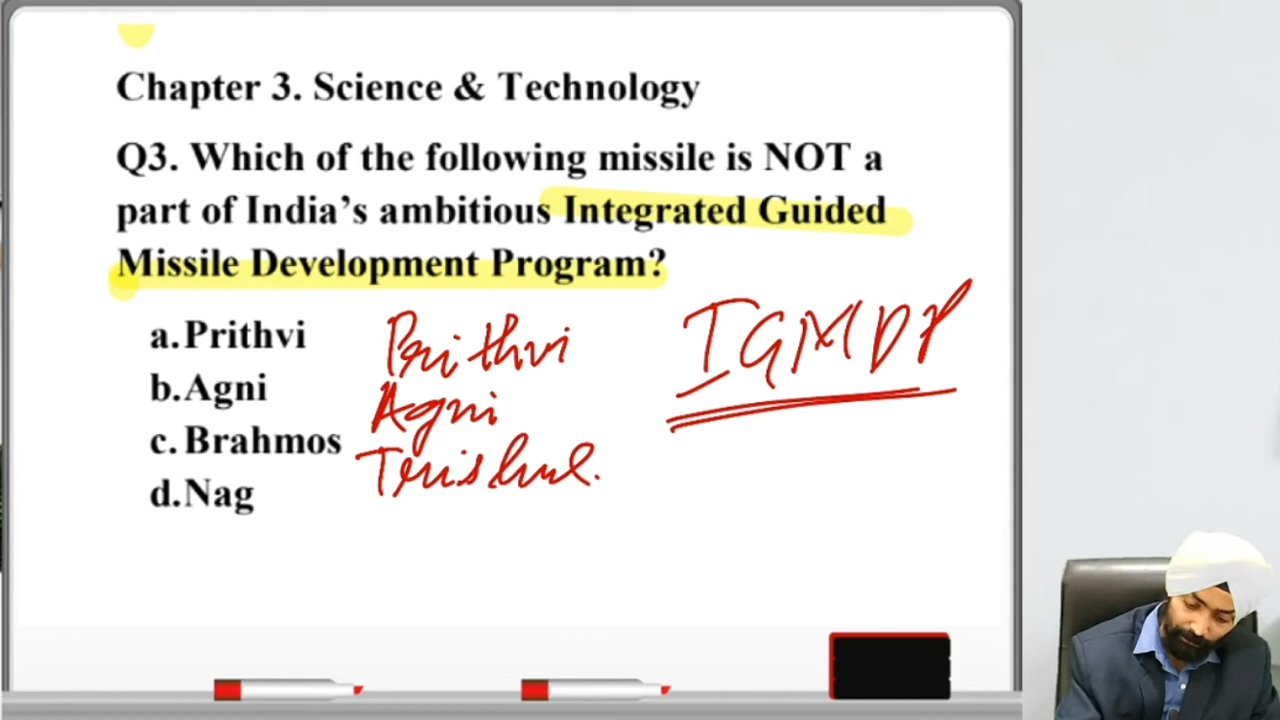 Chapter 3. Science & Technology
Q3. Which of the following missile is NOT a
part of India’s ambitious Integrated Guided
Missile Development Program?
a. Prithvi
b. Agni
c. Brahmos
d. Nag
Prithvi
Agni
Trishul.
IGMDP